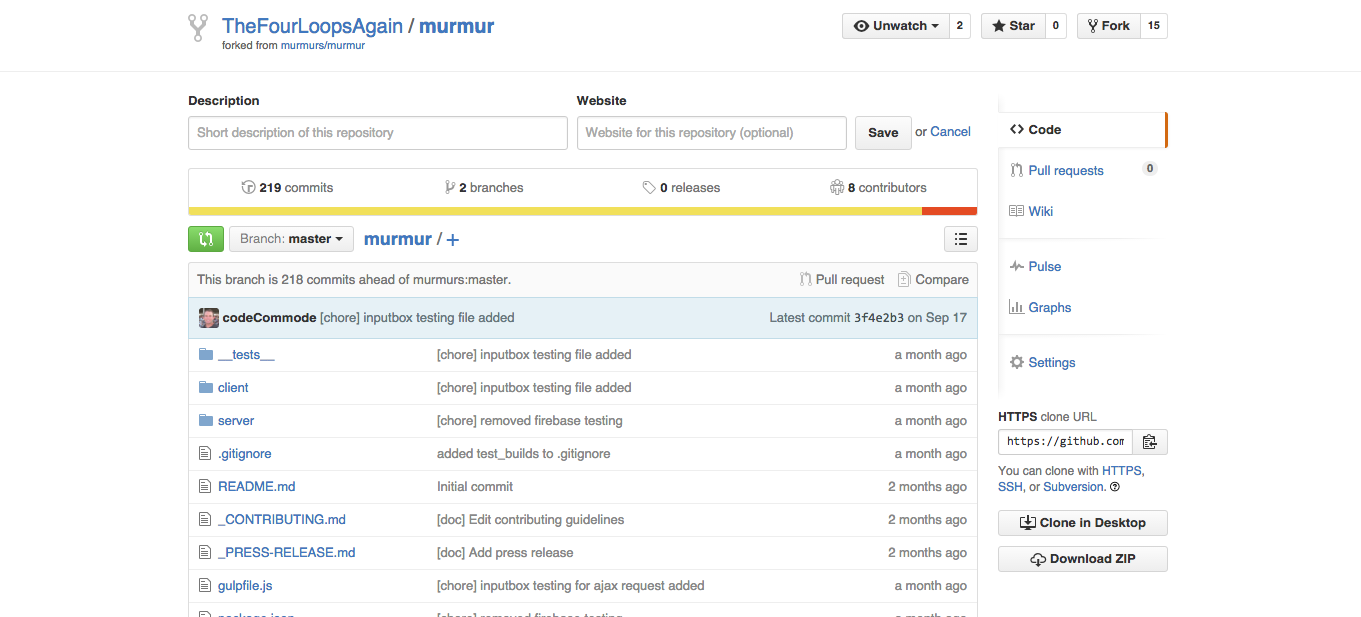 TheFourLoopsAgain / murmur
forked from murmurs/murmur
Unwatch 2 Star 0 Fork 15
Description Website
Short description of this repository Website for this repository (optional) Save or Cancel
219 commits 2 branches 0 releases 8 contributors
Branch: master murmur / +
This branch is 218 commits ahead of murmurs:master. Pull request Compare
codeCommode [chore] inputbox testing file added Latest commit 3f4e2b3 on Sep 17
__tests__ [chore] inputbox testing file added a month ago
client [chore] inputbox testing file added a month ago
server [chore] removed firebase testing a month ago
.gitignore added test_builds to .gitignore a month ago
README.md Initial commit 2 months ago
_CONTRIBUTING.md [doc] Edit contributing guidelines 2 months ago
_PRESS-RELEASE.md [doc] Add press release 2 months ago
gulpfile.js [chore] inputbox testing for ajax request added a month ago
package.json [chore] removed firebase testing a month ago
Code
Pull requests 0
Wiki
Pulse
Graphs
Settings
HTTPS clone URL
https://github.com
You can clone with HTTPS,
SSH, or Subversion.
Clone in Desktop
Download ZIP